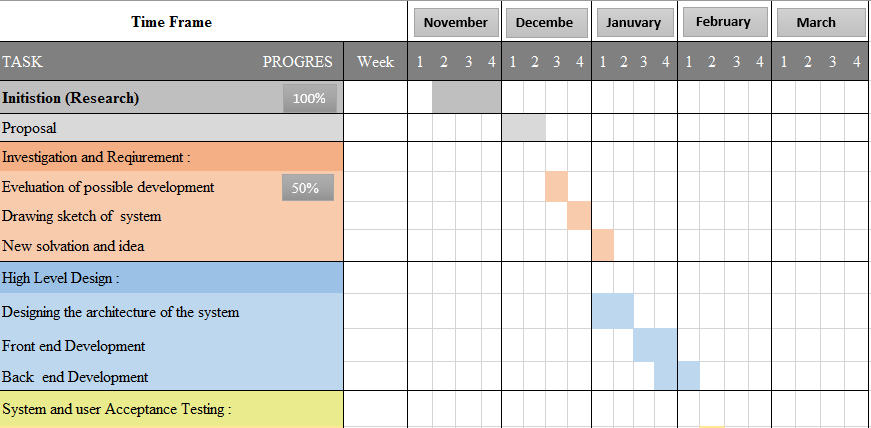 Time Frame November Decembe Januvary February March
TASK PROGRES Week 1 2 3 4 1 2 3 4 1 2 3 4 1 2 3 4 1 2 3 4
Initistion (Research) 100%
Proposal
Investigation and Reqiurement :
Eveluation of possible development 50%
Drawing sketch of system
New solvation and idea
High Level Design :
Designing the architecture of the system
Front end Development
Back end Development
System and user Acceptance Testing :